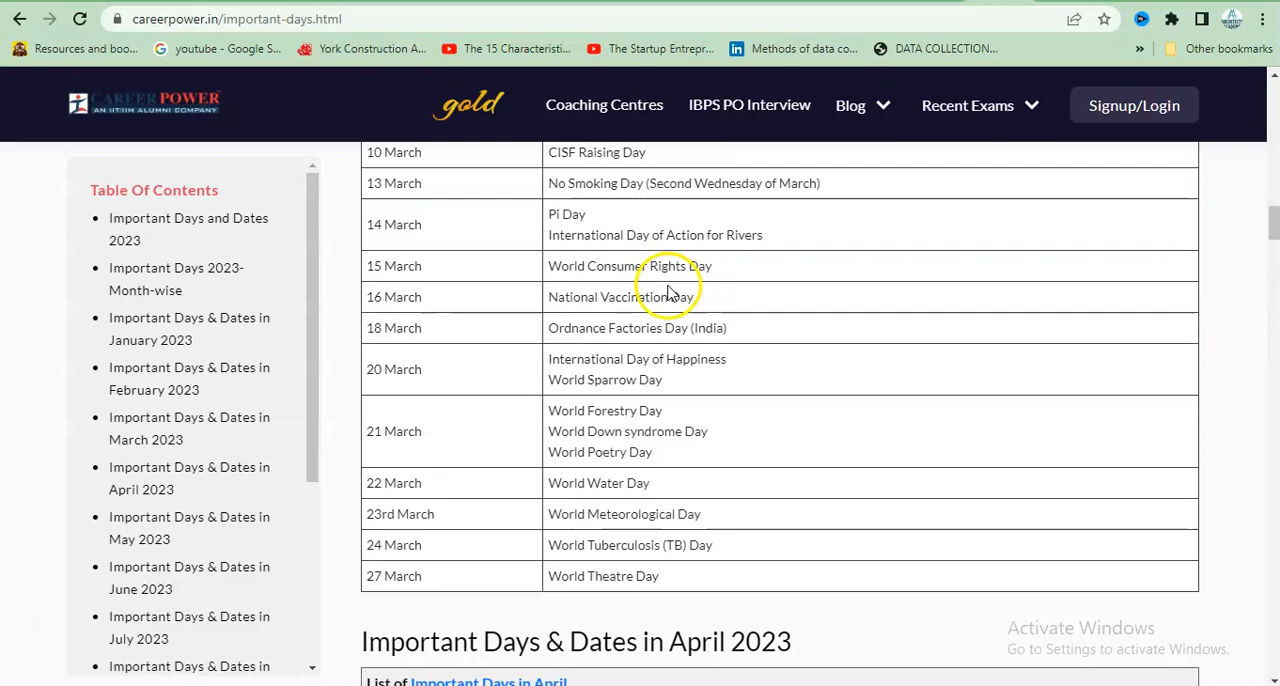 careerpower.in/important-days.html
Resources and boo...
youtube - Google S...
York Construction A...
The 15 Characteristi...
The Startup Entrepr...
Methods of data co...
DATA COLLECTION...
»
Other bookmarks
CAREER POWER
AN IIT/IIM ALUMNI COMPANY
gold
Coaching Centres
IBPS PO Interview
Blog
Recent Exams
Signup/Login
Table Of Contents
Important Days and Dates
2023
Important Days 2023-
Month-wise
Important Days & Dates in
January 2023
Important Days & Dates in
February 2023
Important Days & Dates in
March 2023
Important Days & Dates in
April 2023
Important Days & Dates in
May 2023
Important Days & Dates in
June 2023
Important Days & Dates in
July 2023
Important Days & Dates in
10 March CISF Raising Day
13 March No Smoking Day (Second Wednesday of March)
14 March Pi Day
International Day of Action for Rivers
15 March World Consumer Rights Day
16 March National Vaccination Day
18 March Ordnance Factories Day (India)
20 March International Day of Happiness
World Sparrow Day
21 March World Forestry Day
World Down syndrome Day
World Poetry Day
22 March World Water Day
23rd March World Meteorological Day
24 March World Tuberculosis (TB) Day
27 March World Theatre Day
Important Days & Dates in April 2023
List of Important Days in April
Activate Windows
Go to Settings to activate Windows.